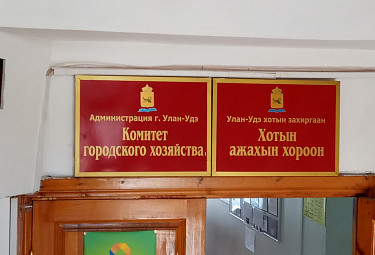 Администрация г. Улан-Удэ
Комитет
городского хозяйства
Улан-Удэ хотын захиргаан
Хотын
ажахын хороон